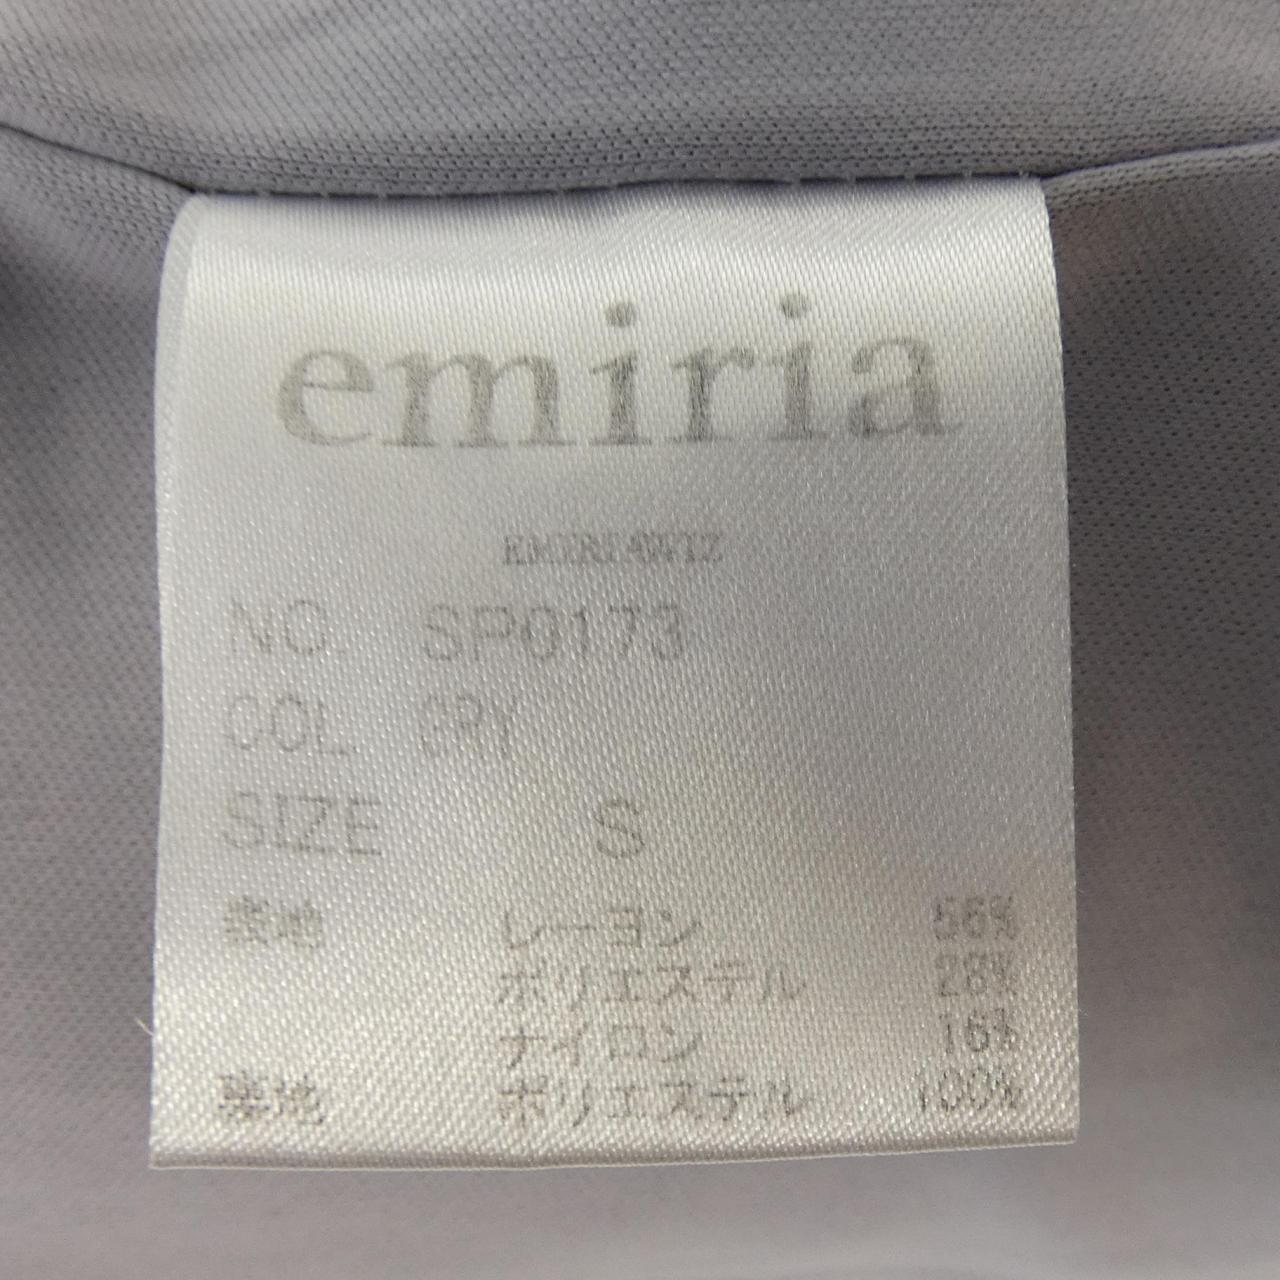 emiria
EMIRIAWIZ
NO. SP0173
COL. GRY
SIZE S
表地 レーヨン 56%
ポリエステル 28%
ナイロン 16%
裏地 ポリエステル 100%